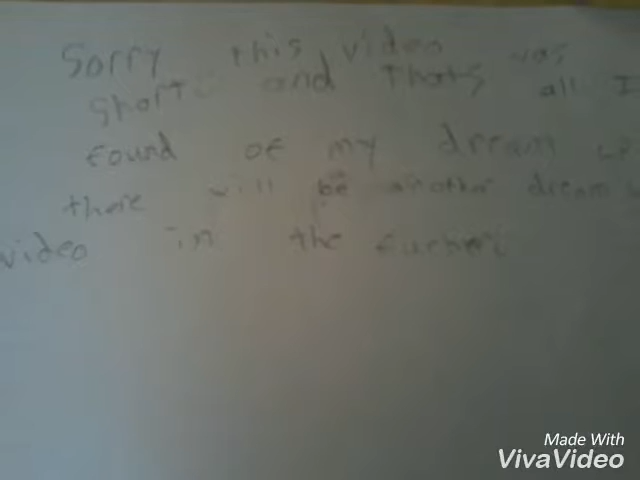 Sorry this video was
short and thats all I
found of my dream
there will be another dream
video in the
Made With
VivaVideo